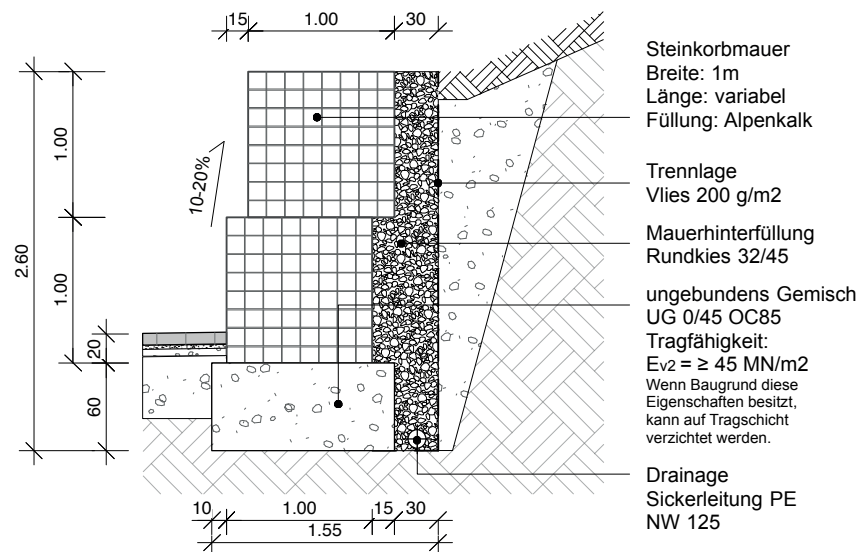 15 1.00 30
Steinkorbmauer
Breite: 1m
Länge: variabel
Füllung: Alpenkalk
1.00
10-20%
Trennlage
Vlies 200 g/m2
2.60
Mauerhinterfüllung
Rundkies 32/45
1.00
ungebundens Gemisch
UG 0/45 OC85
Tragfähigkeit:
Ev2 = ≥ 45 MN/m2
Wenn Baugrund diese
Eigenschaften besitzt,
kann auf Tragschicht
verzichtet werden.
20
60
Drainage
Sickerleitung PE
NW 125
10 1.00 15 30
1.55